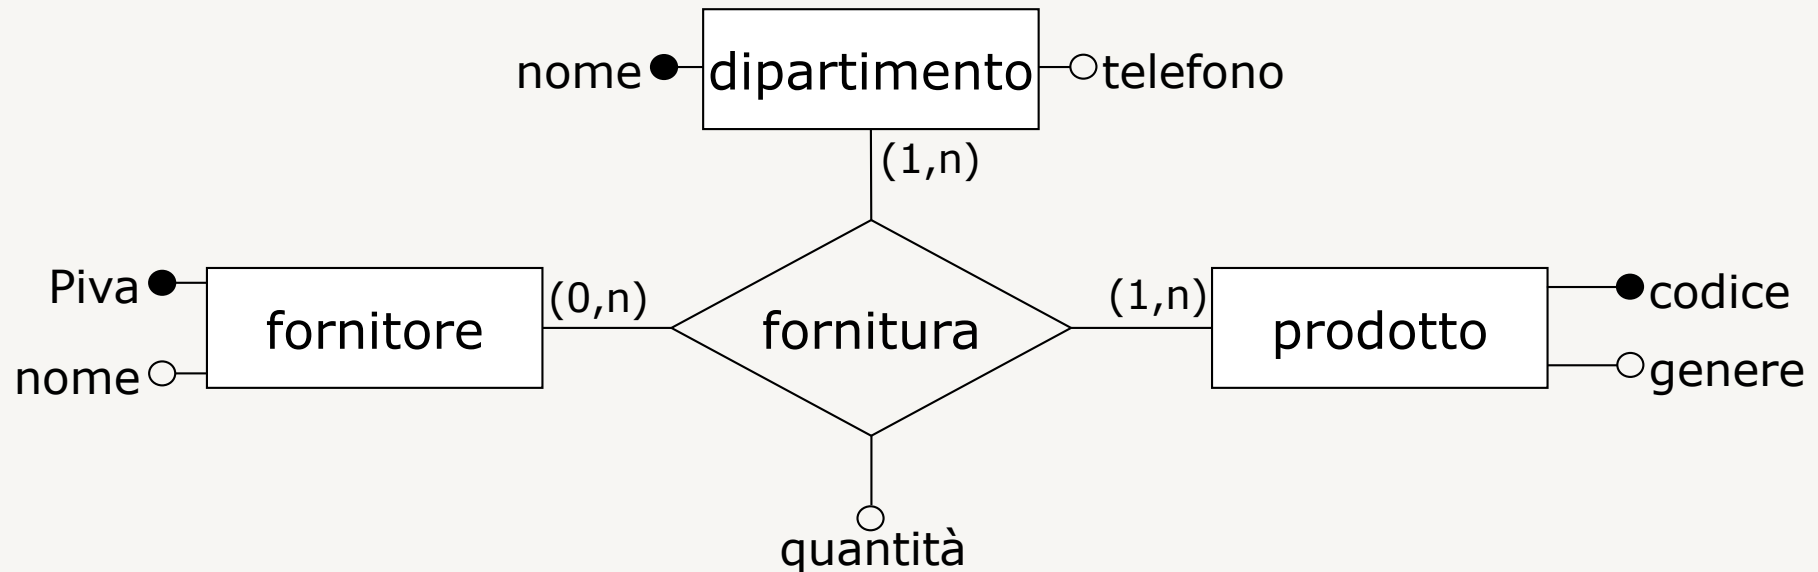 nome dipartimento telefono
(1,n)
Piva (0,n) (1,n) codice
fornitore fornitura prodotto
nome genere
quantità